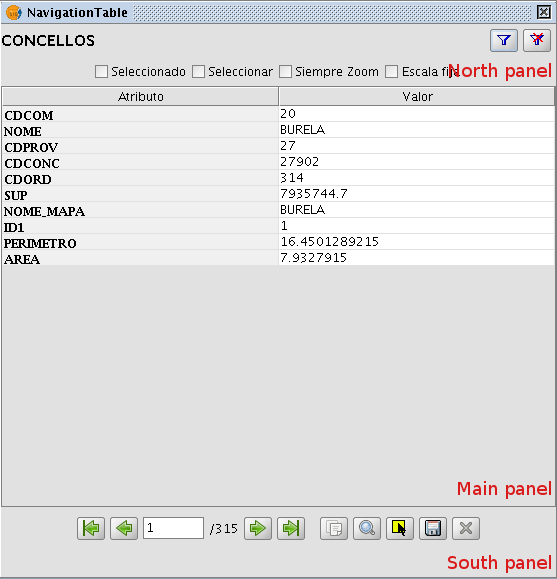 NavigationTable
CONCELLOS
Seleccionado Seleccionar Siempre Zoom Escala fija
North panel
Atributo Valor
CDCOM 20
NOME BURELA
CDPROV 27
CDCONC 27902
CDORD 314
SUP 7935744.7
NOME_MAPA BURELA
ID1 1
PERIMETRO 16.4501289215
AREA 7.9327915
Main panel
1 /315
South panel